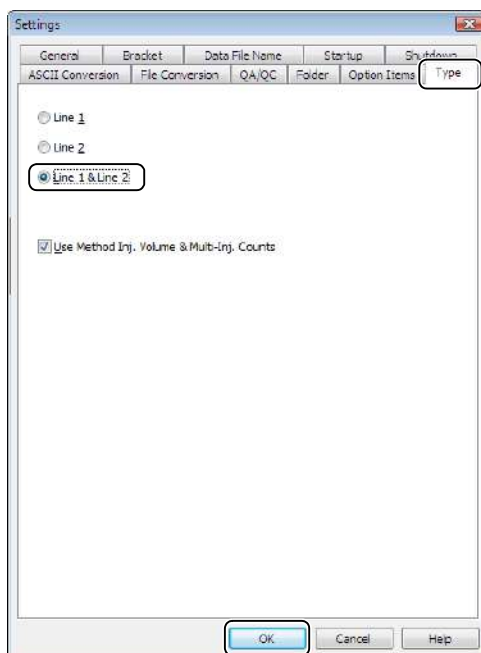 Settings
General Bracket Data File Name Startup Shutdown
ASCII Conversion File Conversion QA/QC Folder Option Items Type
Line 1
Line 2
Line 1 & Line 2
Use Method Inj. Volume & Multi-Inj. Counts
OK Cancel Help